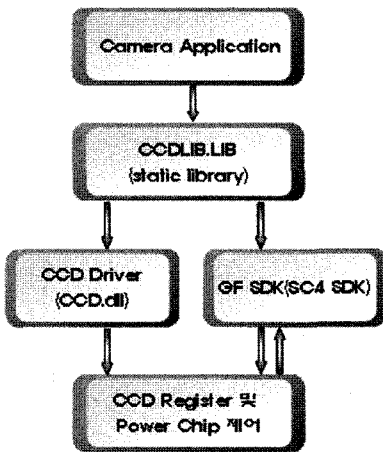 Camera Application
CCDLIB.LIB
(static library)
CCD Driver
(CCD.dll)
GF SDK(SC4 SDK)
CCD Register 및
Power Chip 제어